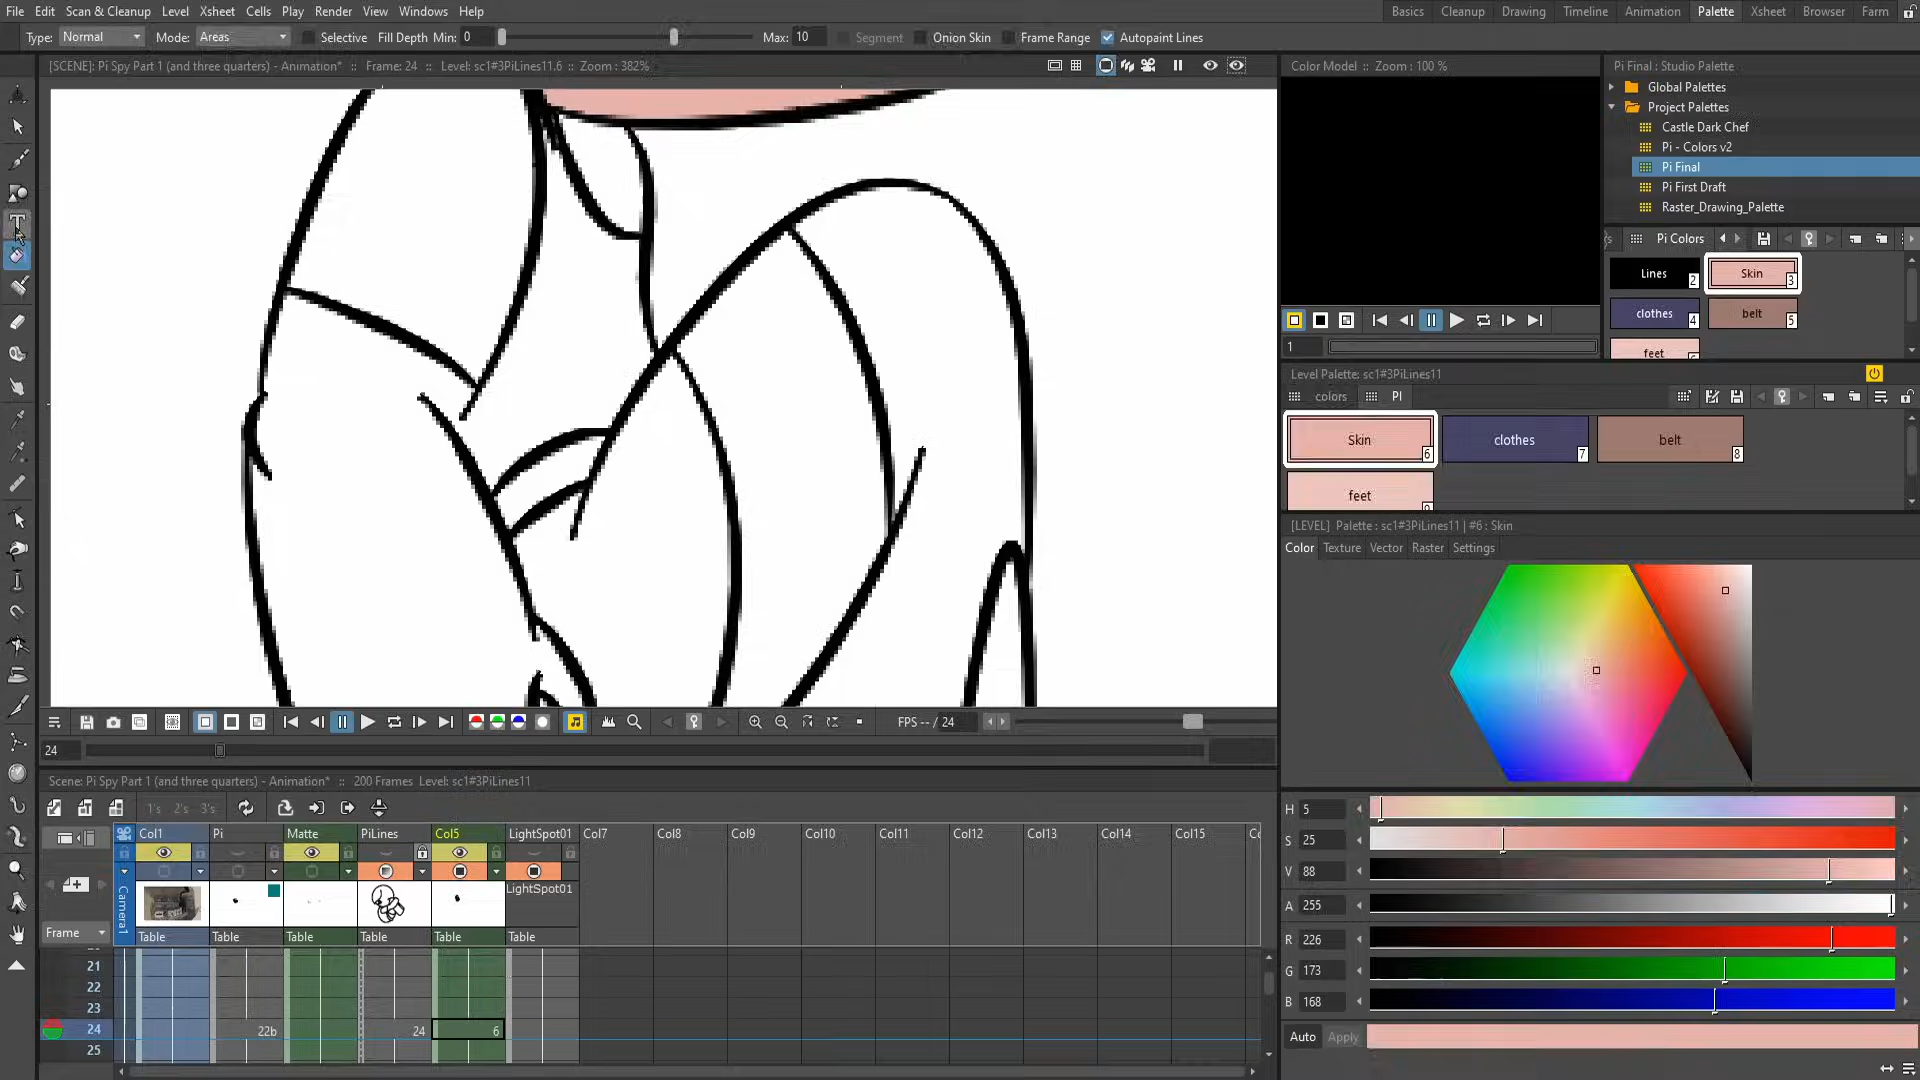 File Edit Scan & Cleanup Level Xsheet Cells Play Render View Windows Help
Basics Cleanup Drawing Timeline Animation Palette Xsheet Browser Farm
Type: Normal Mode: Areas Selective Fill Depth Min: 0 Max: 10 Segment Onion Skin Frame Range Autopaint Lines
[SCENE]: Pi Spy Part 1 (and three quarters) - Animation* :: Frame: 24 :: Level: sc1#3PiLines11.6 :: Zoom : 382%
Color Model :: Zoom : 100 %
Pi Final : Studio Palette
Global Palettes
Project Palettes
Castle Dark Chef
Pi - Colors v2
Pi Final
Pi First Draft
Raster_Drawing_Palette
Pi Colors
Lines 2 Skin 3
clothes 4 belt 5
feet
1
Level Palette: sc1#3PiLines11
colors PI
Skin 6 clothes 7 belt 8
feet
[LEVEL] Palette : sc1#3PiLines11 | #6 : Skin
Color Texture Vector Raster Settings
H 5
S 25
V 88
A 255
R 226
G 173
B 168
Auto Apply
FPS -- / 24
24
Scene: Pi Spy Part 1 (and three quarters) - Animation* :: 200 Frames Level: sc1#3PiLines11
1's 2's 3's
Col1 Pi Matte PiLines Col5 LightSpot01 Col7 Col8 Col9 Col10 Col11 Col12 Col13 Col14 Col15
Camera1
LightSpot01
Frame Table Table Table Table Table Table
21
22
23
24 22b 24 6
25